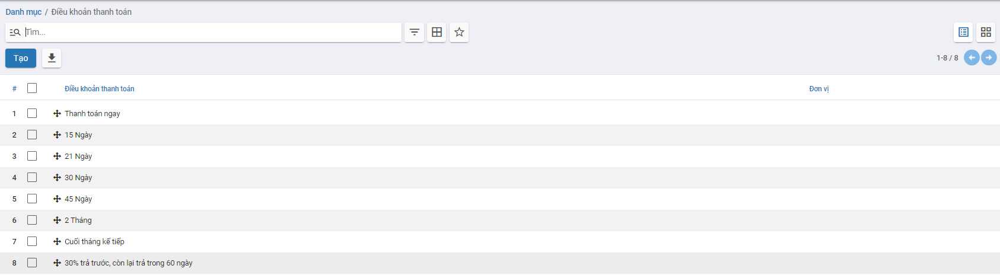 Danh mục / Điều khoản thanh toán
Tìm...
Tạo
1-8 / 8
# Điều khoản thanh toán Đơn vị
1 Thanh toán ngay
2 15 Ngày
3 21 Ngày
4 30 Ngày
5 45 Ngày
6 2 Tháng
7 Cuối tháng kế tiếp
8 30% trả trước, còn lại trả trong 60 ngày